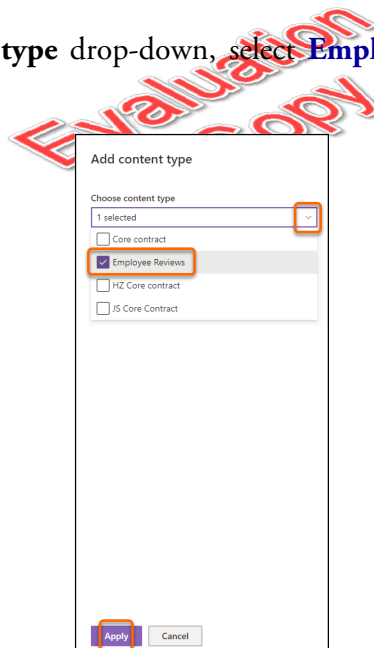 type drop-down, select Empl
Evaluation
Copy
Add content type
Choose content type
1 selected
Core contract
Employee Reviews
HZ Core contract
JS Core Contract
Apply Cancel